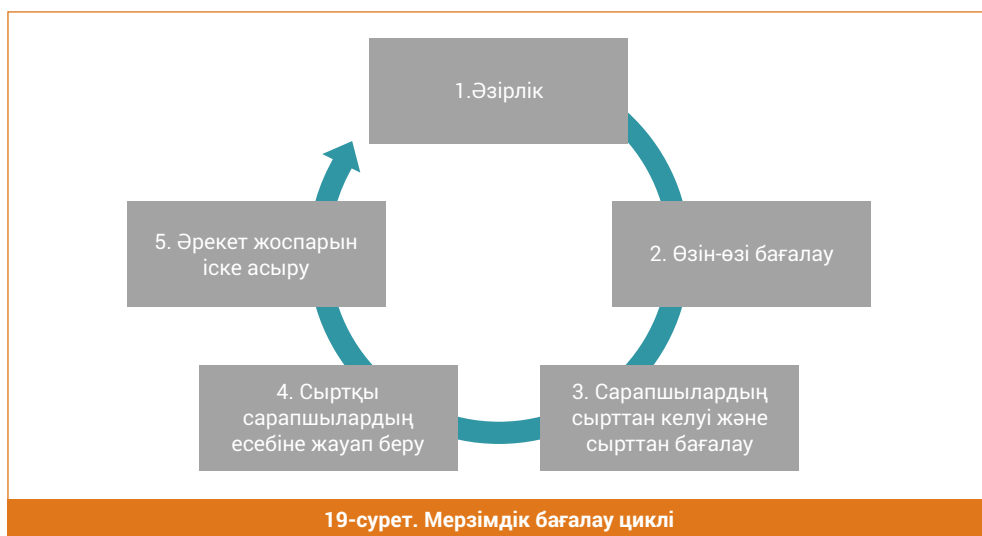 1.Әзірлік
2. Өзін-өзі бағалау
3. Сарапшылардың
сырттан келуі және
сырттан бағалау
4. Сыртқы
сарапшылардың
есебіне жауап беру
5. Әрекет жоспарын
іске асыру
19-сурет. Мерзімдік бағалау циклі